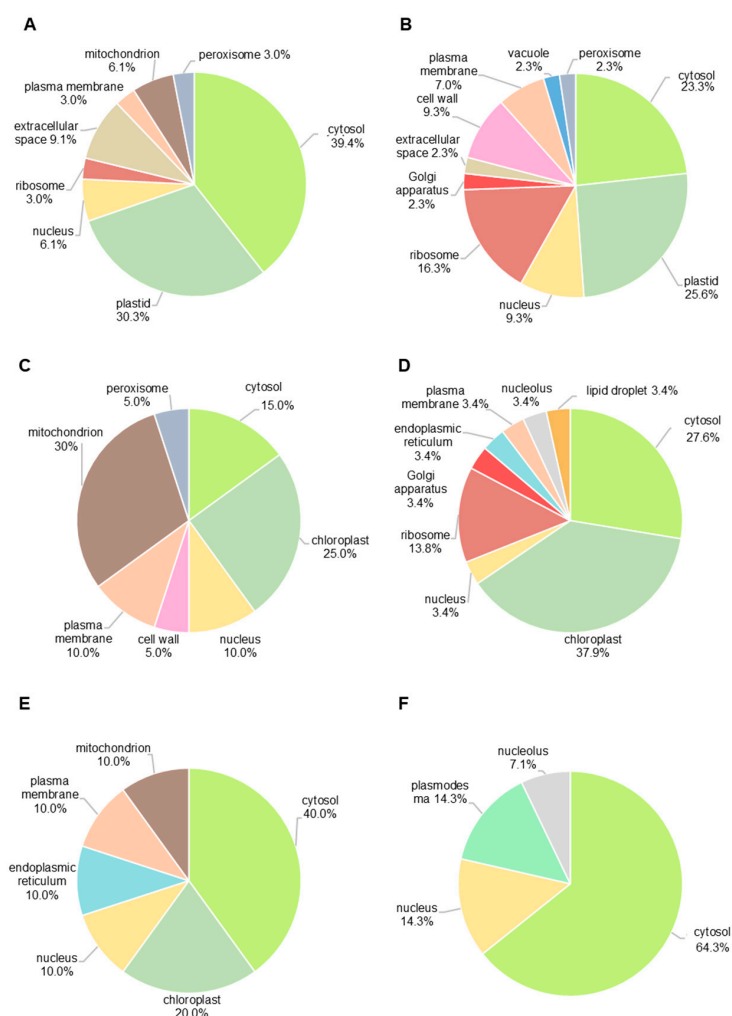 A
mitochondrion
6.1%
peroxisome 3.0%
plasma membrane
3.0%
extracellular
space 9.1%
ribosome
3.0%
nucleus
6.1%
plastid
30.3%
cytosol
39.4%
B
vacuole
2.3%
peroxisome
2.3%
plasma
membrane
7.0%
cell wall
9.3%
extracellular
space 2.3%
Golgi
apparatus
2.3%
ribosome
16.3%
nucleus
9.3%
plastid
25.6%
cytosol
23.3%
C
peroxisome
5.0%
cytosol
15.0%
mitochondrion
30%
chloroplast
25.0%
plasma
membrane
10.0%
cell wall
5.0%
nucleus
10.0%
D
plasma
membrane 3.4%
nucleolus
3.4%
lipid droplet 3.4%
endoplasmic
reticulum
3.4%
Golgi
apparatus
3.4%
ribosome
13.8%
nucleus
3.4%
chloroplast
37.9%
cytosol
27.6%
E
mitochondrion
10.0%
plasma
membrane
10.0%
endoplasmic
reticulum
10.0%
nucleus
10.0%
chloroplast
20.0%
cytosol
40.0%
F
nucleolus
7.1%
plasmodes
ma 14.3%
nucleus
14.3%
cytosol
64.3%